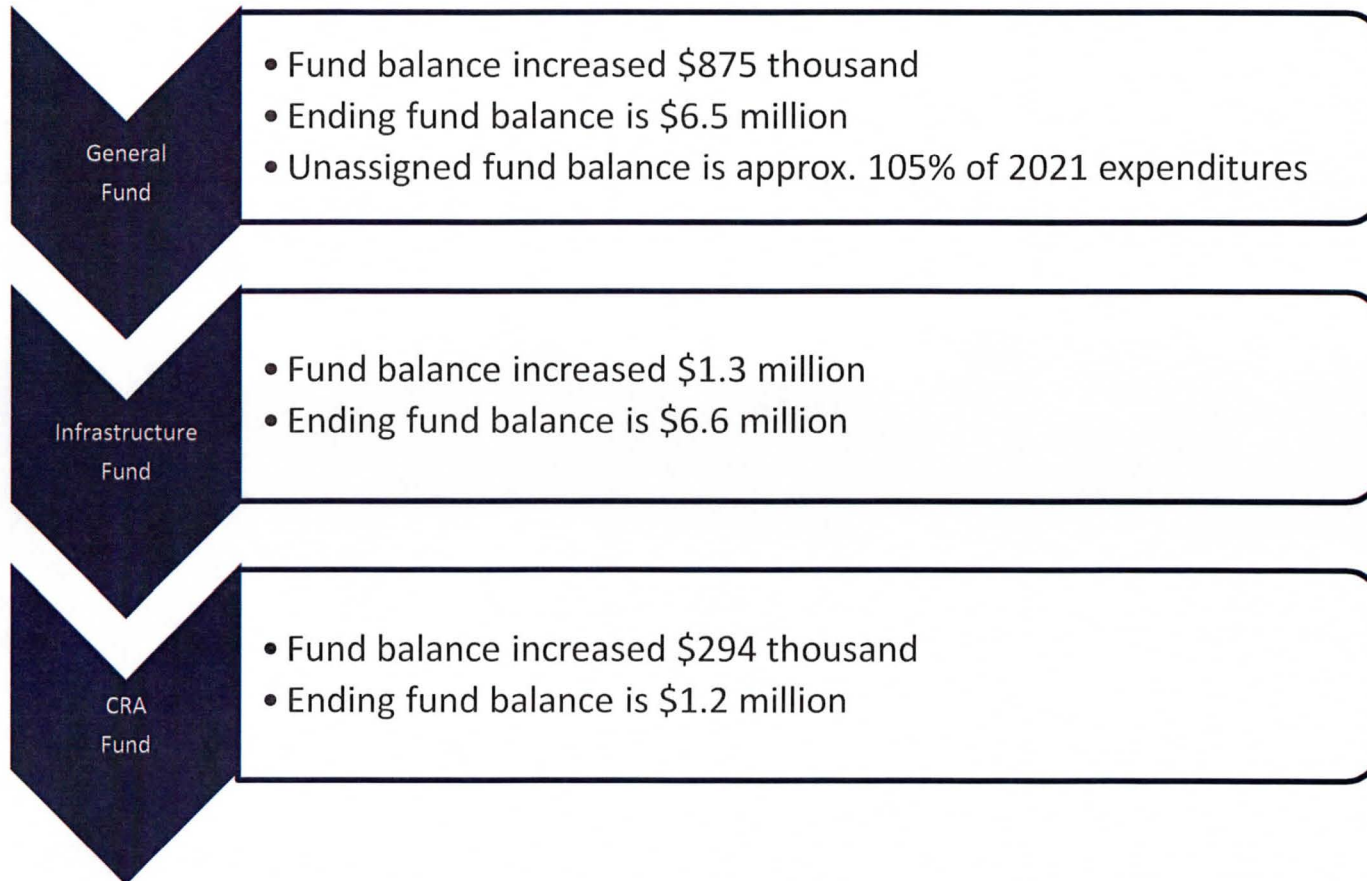 General
Fund
• Fund balance increased $875 thousand
• Ending fund balance is $6.5 million
• Unassigned fund balance is approx. 105% of 2021 expenditures
Infrastructure
Fund
• Fund balance increased $1.3 million
• Ending fund balance is $6.6 million
CRA
Fund
• Fund balance increased $294 thousand
• Ending fund balance is $1.2 million